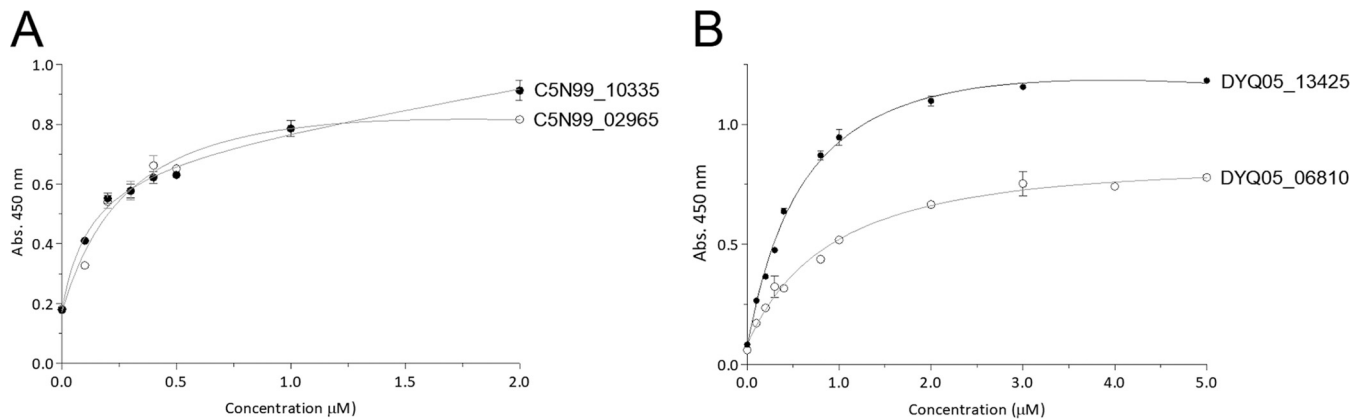 A
B
Abs. 450 nm
1.0
0.8
0.6
0.4
0.2
0.0
0.0
0.5
1.0
1.5
2.0
Concentration μM
C5N99_10335
C5N99_02965
Abs. 450 nm
1.0
0.5
0.0
0.0
1.0
2.0
3.0
4.0
5.0
Concentration (μM)
DYQ05_13425
DYQ05_06810